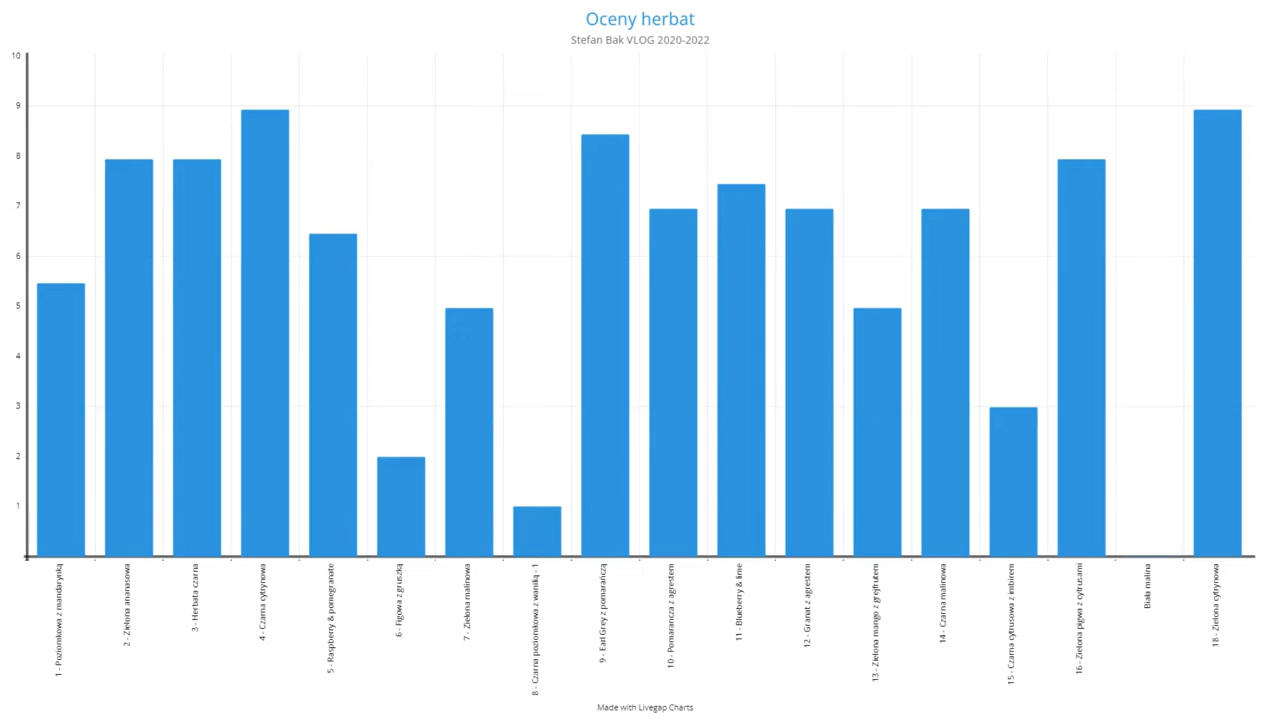 Oceny herbat
Stefan Bak VLOG 2020-2022
10
9
8
7
6
5
4
3
2
1
1 - Poziomkowa z mandarynką
2 - Zielona ananasowa
3 - Herbata czarna
4 - Czarna cytrynowa
5 - Raspberry & pomegranate
6 - Figowa z gruszką
7 - Zielona malinowa
8 - Czarna poziomkowa z wanilią - 1
9 - Earl Grey z pomarańczą
10 - Pomarancza z agrestem
11 - Blueberry & lime
12 - Granat z agrestem
13 - Zielona mango z grejfrutem
14 - Czarna malinowa
15 - Czarna cytrusowa z imbirem
16 - Zielona pigwa z cytrusami
Biała malina
18 - Zielona cytrynowa
Made with Livegap Charts